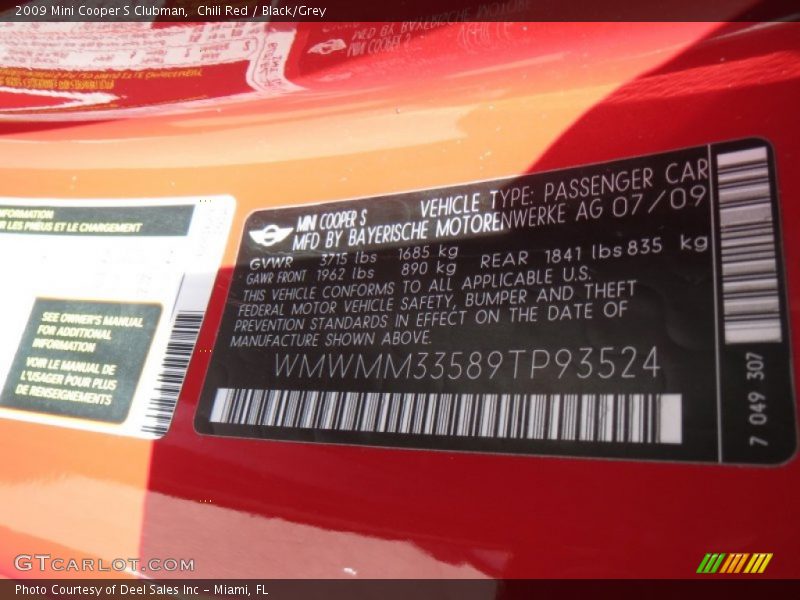 2009 Mini Cooper S Clubman, Chili Red / Black/Grey
INFORMATION
R LES PNEUS ET LE CHARGEMENT
SEE OWNER'S MANUAL
FOR ADDITIONAL
INFORMATION
VOIR LE MANUAL DE
L'USAGER POUR PLUS
DE RENSEIGNEMENTS
MINI COOPER S VEHICLE TYPE: PASSENGER CAR
MFD BY BAYERISCHE MOTORENWERKE AG 07/09
GVWR 3715 lbs 1685 kg
GAWR FRONT 1962 lbs 890 kg REAR 1841 lbs 835 kg
THIS VEHICLE CONFORMS TO ALL APPLICABLE U.S.
FEDERAL MOTOR VEHICLE SAFETY, BUMPER AND THEFT
PREVENTION STANDARDS IN EFFECT ON THE DATE OF
MANUFACTURE SHOWN ABOVE.
WMWMM33589TP93524
7 049 307
GTCARLOT.COM
Photo Courtesy of Deel Sales Inc - Miami, FL